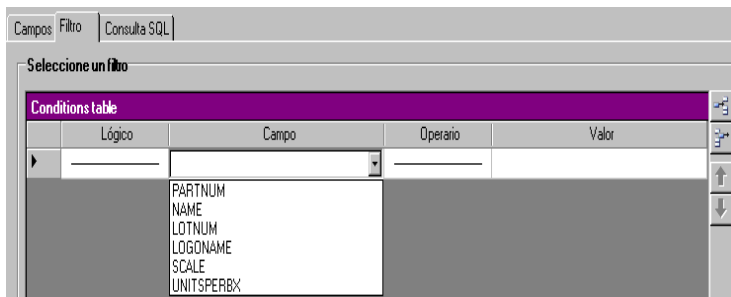 Campos Filtro Consulta SQL
Seleccione un filtro
Conditions table
Lógico Campo Operario Valor
PARTNUM
NAME
LOTNUM
LOGONAME
SCALE
UNITSPERBX